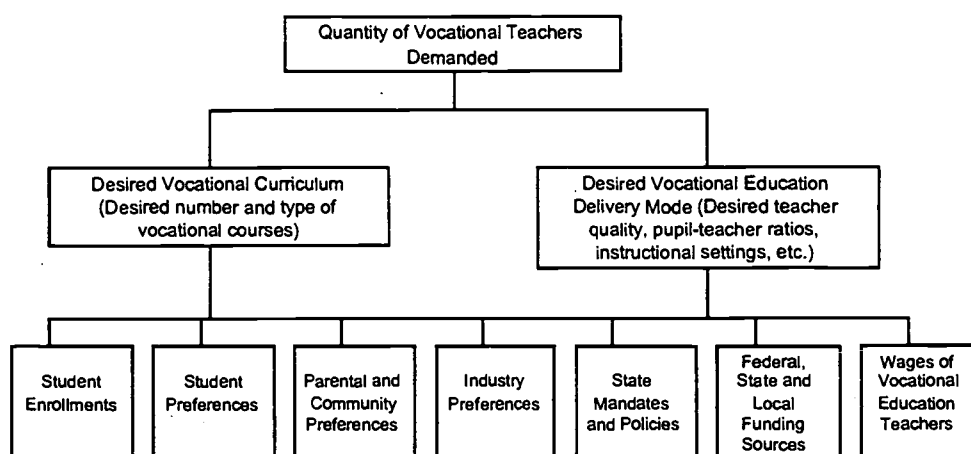 Quantity of Vocational Teachers
Demanded
Desired Vocational Curriculum
(Desired number and type of
vocational courses)
Desired Vocational Education
Delivery Mode (Desired teacher
quality, pupil-teacher ratios,
instructional settings, etc.)
Student
Enrollments
Student
Preferences
Parental and
Community
Preferences
Industry
Preferences
State
Mandates
and Policies
Federal,
State and
Local
Funding
Sources
Wages of
Vocational
Education
Teachers